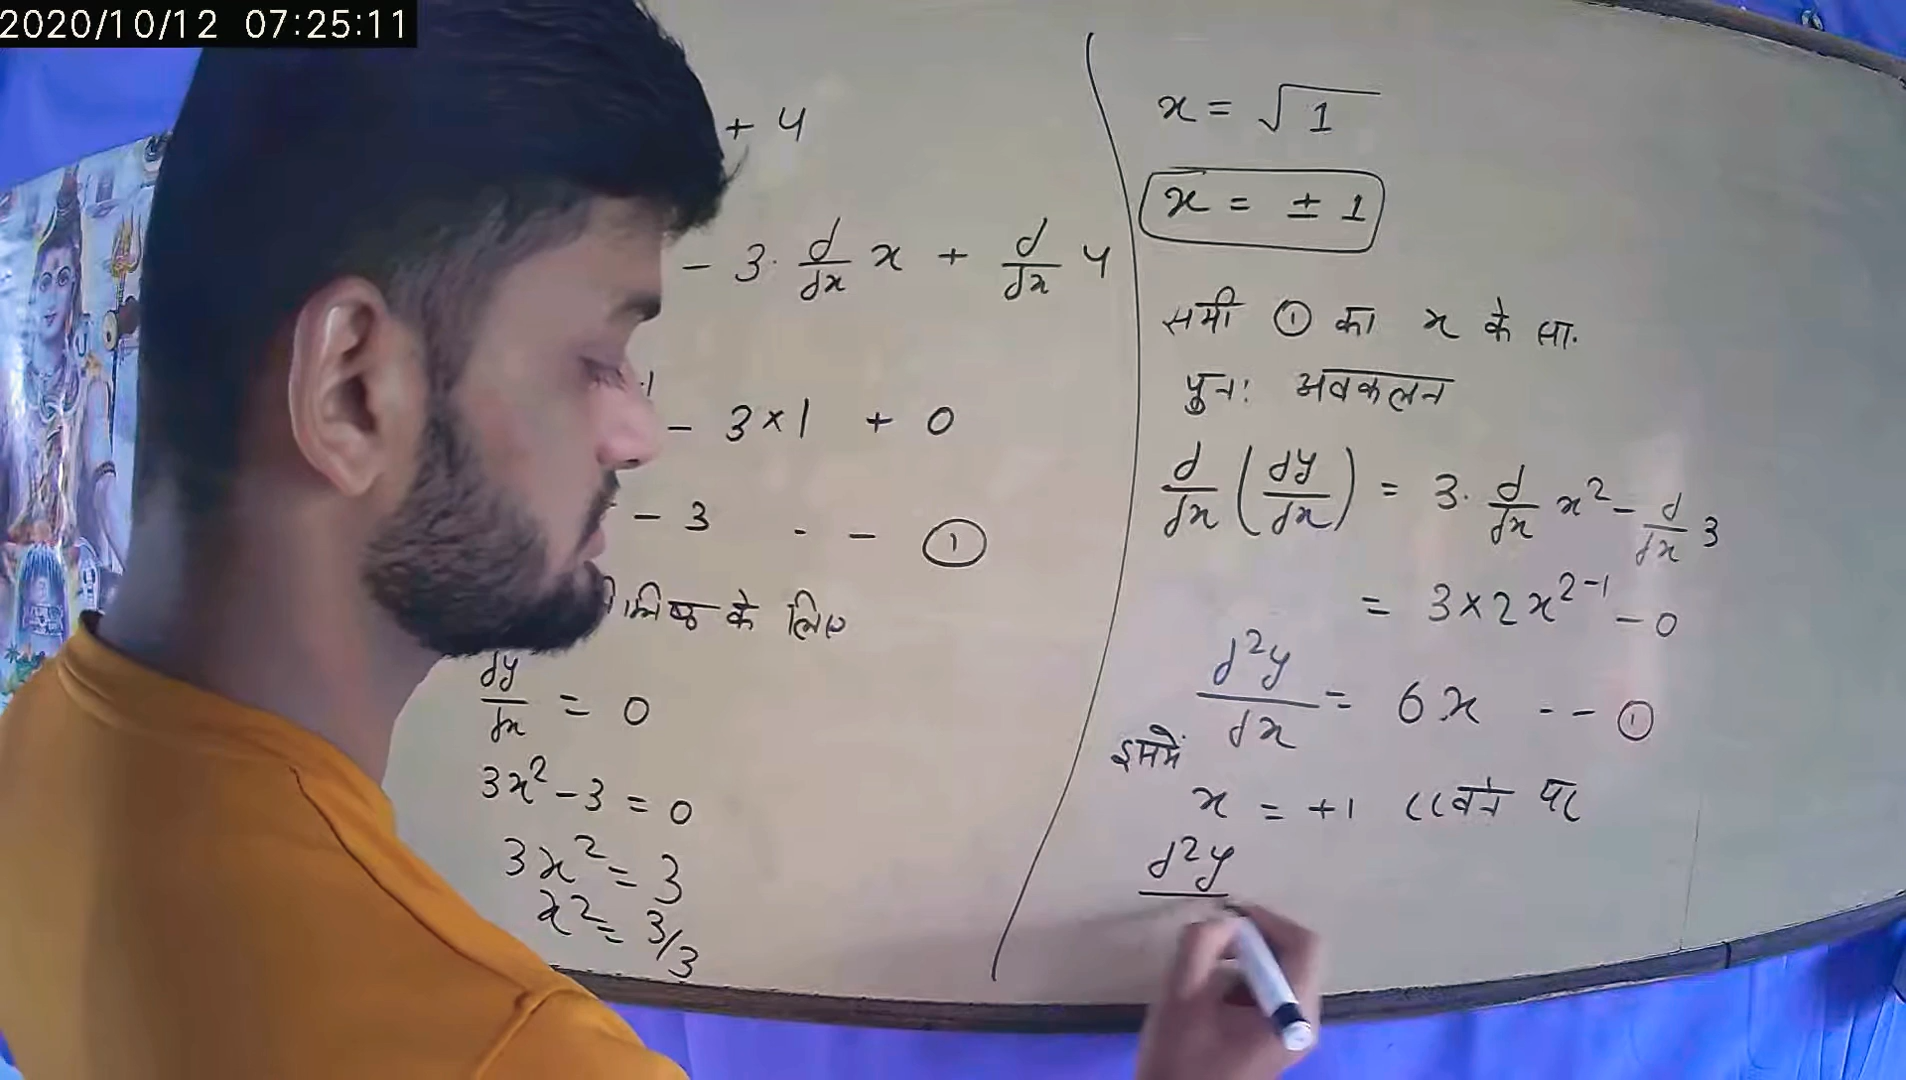 2020/10/12 07:25:11
+ 4
- 3. d/dx x + d/dx 4
- 3×1 + 0
- 3 - - ①
के लिए
dy/dx = 0
3x² - 3 = 0
3x² = 3
x² = 3/3
x = √1
x = ± 1
समी ① का x के सा.
पुनः अवकलन
d/dx (dy/dx) = 3. d/dx x² - d/dx 3
= 3×2x²⁻¹ - 0
d²y/dx = 6x - - ①
इसमें
x = +1 रखने पर
d²y